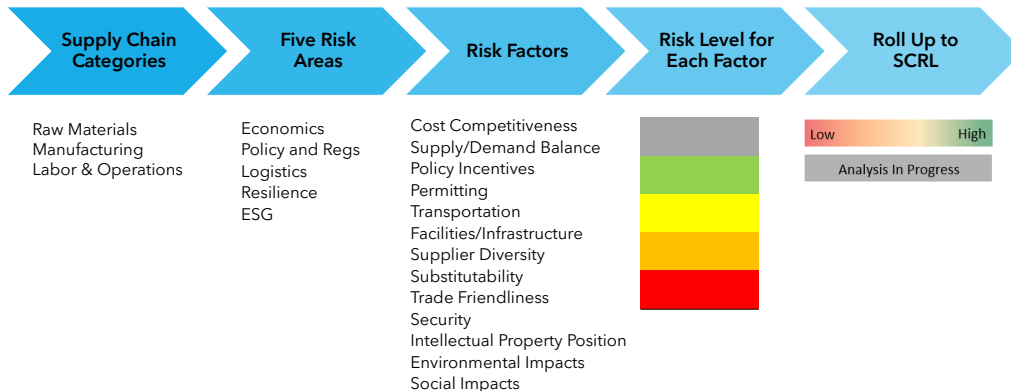 Supply Chain
Categories
Five Risk
Areas
Risk Factors
Risk Level for
Each Factor
Roll Up to
SCRL
Raw Materials
Manufacturing
Labor & Operations
Economics
Policy and Regs
Logistics
Resilience
ESG
Cost Competitiveness
Supply/Demand Balance
Policy Incentives
Permitting
Transportation
Facilities/Infrastructure
Supplier Diversity
Substitutability
Trade Friendliness
Security
Intellectual Property Position
Environmental Impacts
Social Impacts
Low High
Analysis In Progress